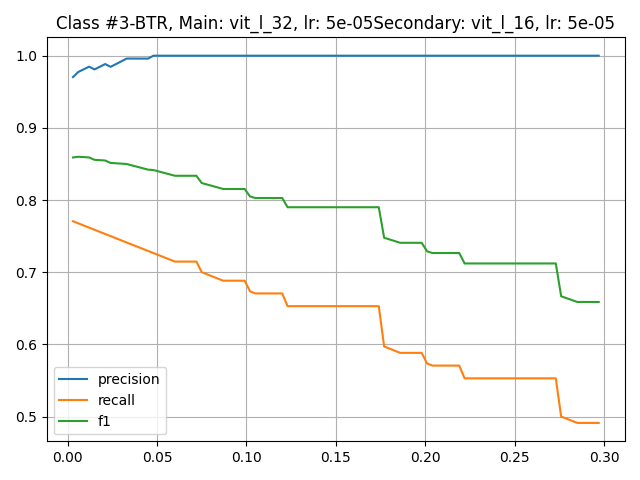 Class #3-BTR, Main: vit_l_32, lr: 5e-05Secondary: vit_l_16, lr: 5e-05
1.0
0.9
0.8
0.7
0.6
0.5
precision
recall
f1
0.00 0.05 0.10 0.15 0.20 0.25 0.30